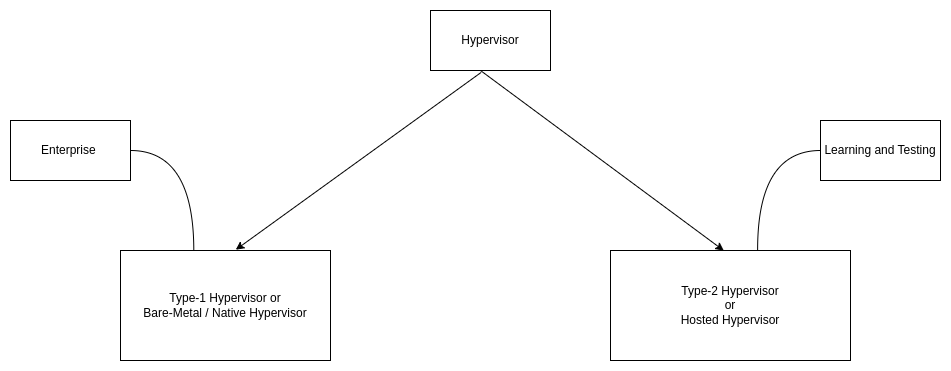 Hypervisor
Enterprise
Learning and Testing
Type-1 Hypervisor or
Bare-Metal / Native Hypervisor
Type-2 Hypervisor
or
Hosted Hypervisor